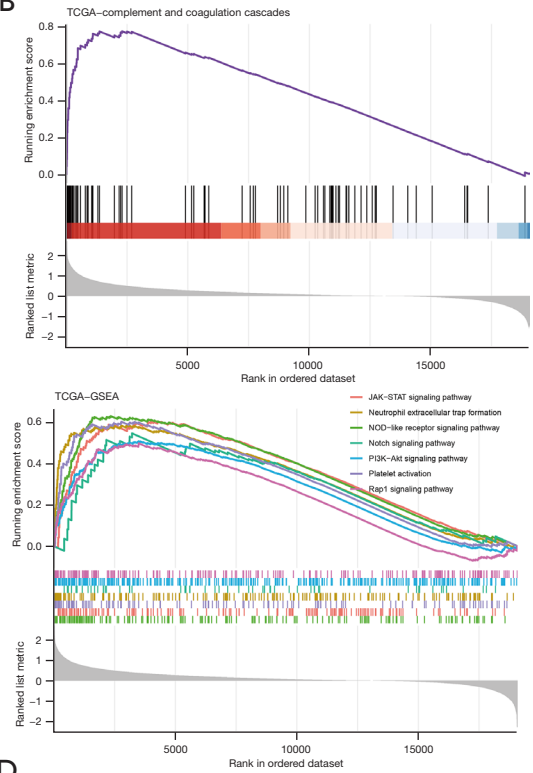 B
TCGA−complement and coagulation cascades
Running enrichment score
0.8
0.6
0.4
0.2
0.0
Ranked list metric
2
1
0
−1
−2
5000 10000 15000
Rank in ordered dataset
TCGA−GSEA
Running enrichment score
0.6
0.4
0.2
0.0
JAK−STAT signaling pathway
Neutrophil extracellular trap formation
NOD−like receptor signaling pathway
Notch signaling pathway
PI3K−Akt signaling pathway
Platelet activation
Rap1 signaling pathway
Ranked list metric
2
1
0
−1
−2
5000 10000 15000
Rank in ordered dataset
D